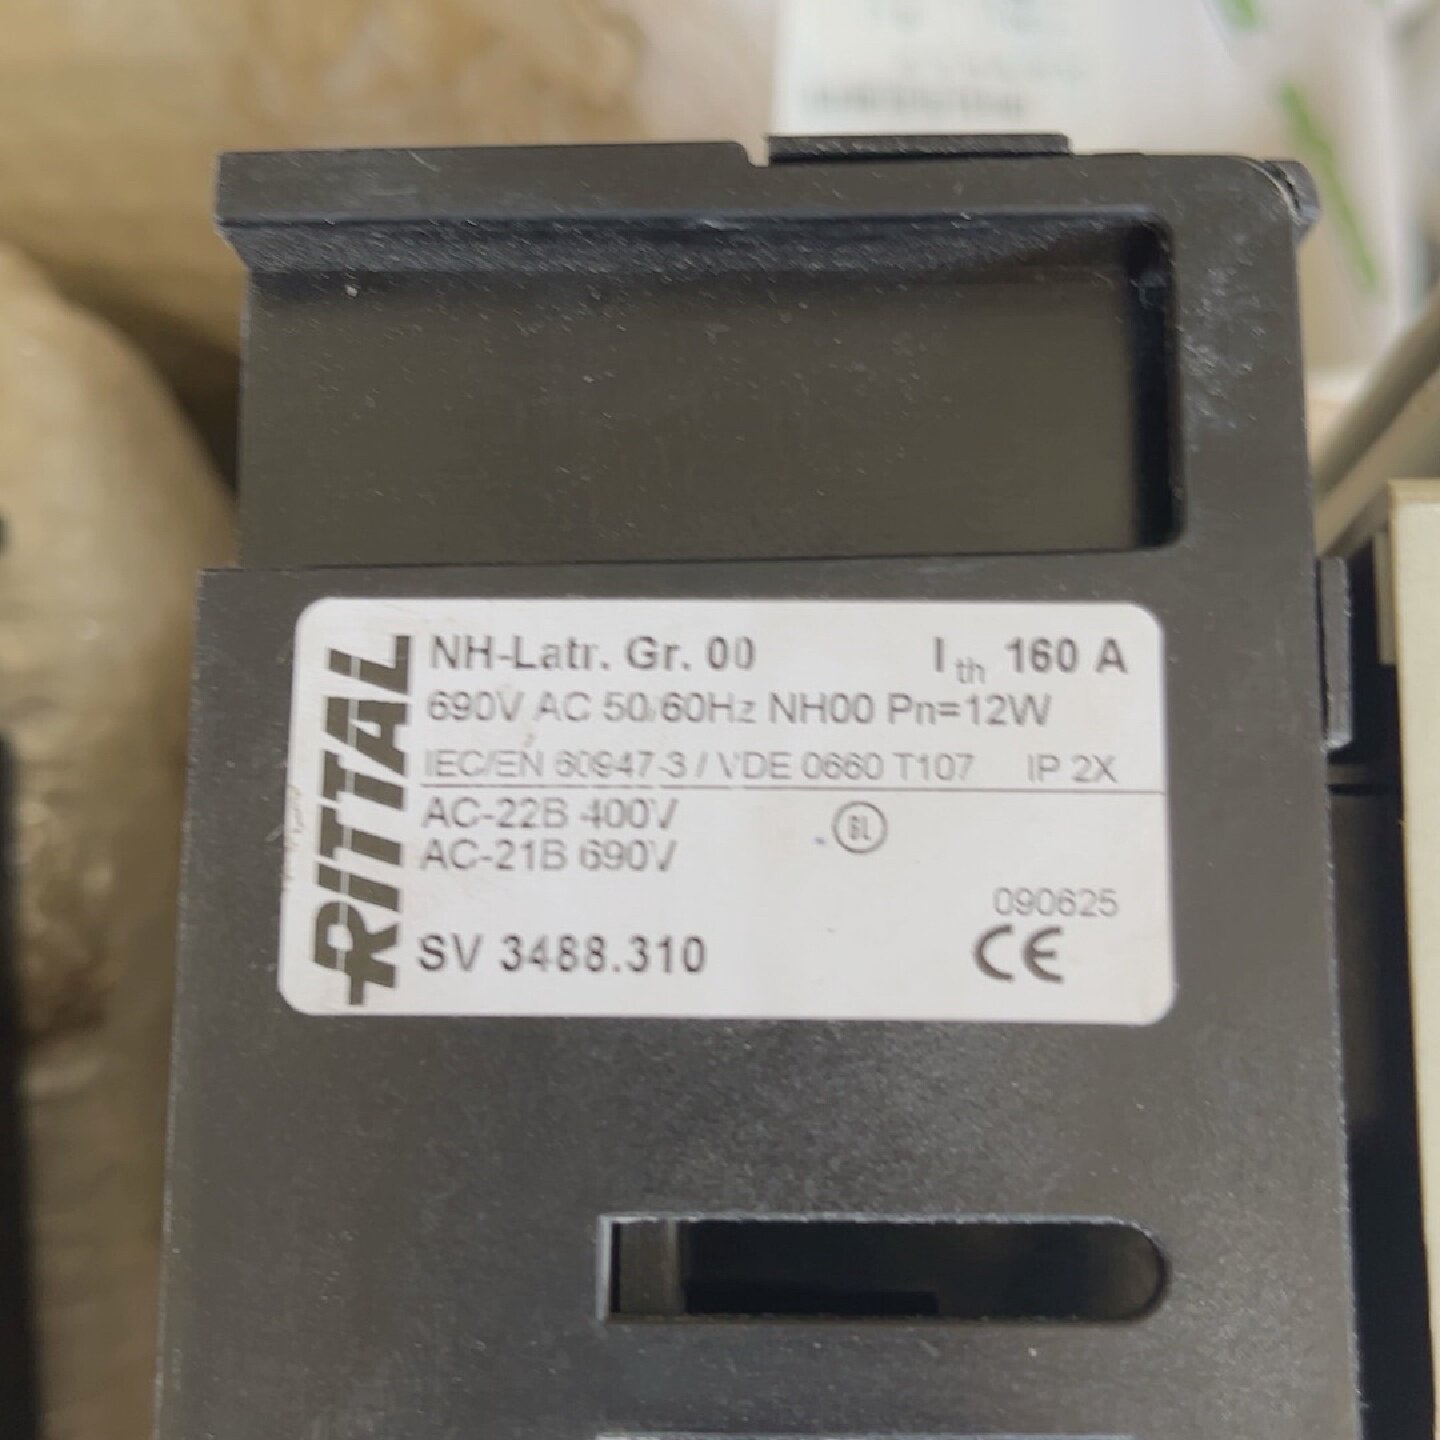 RITTAL
NH-Latr. Gr. 00 Ith 160 A
690V AC 50/60Hz NH00 Pn=12W
IEC/EN 60947-3 / VDE 0660 T107 IP 2X
AC-22B 400V
AC-21B 690V
GL
090625
SV 3488.310 CE